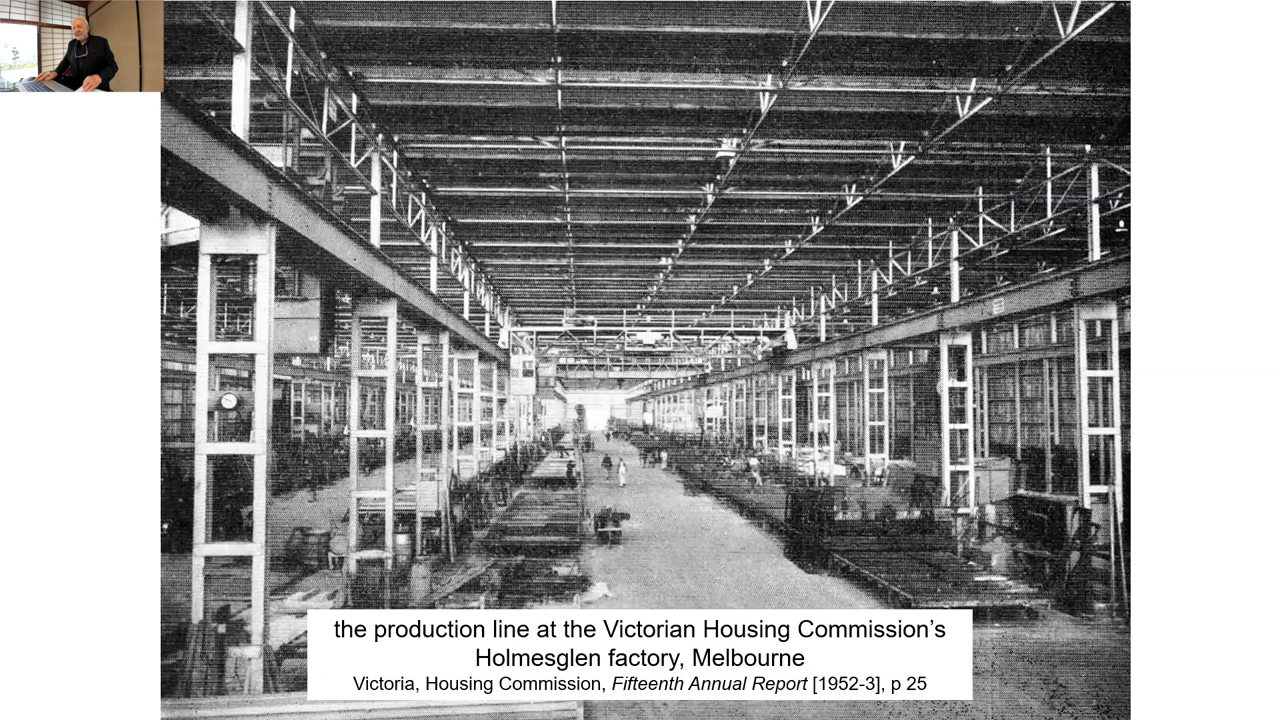 the production line at the Victorian Housing Commission’s
Holmesglen factory, Melbourne
Victoria, Housing Commission, Fifteenth Annual Report [1952-3], p 25